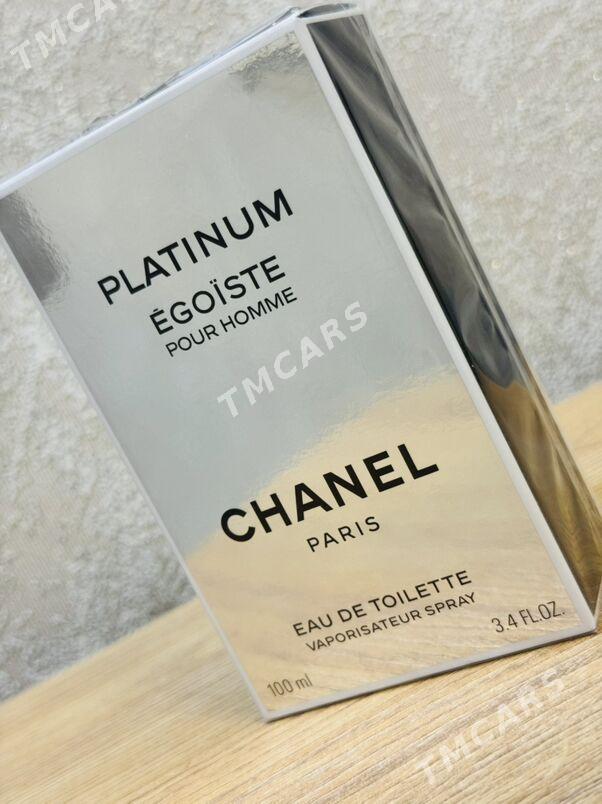 TMCARS
PLATINUM
ÉGOÏSTE
POUR HOMME
TMCARS
CHANEL
PARIS
EAU DE TOILETTE
VAPORISATEUR SPRAY
100 ml
3.4 FL.OZ.
TMCARS